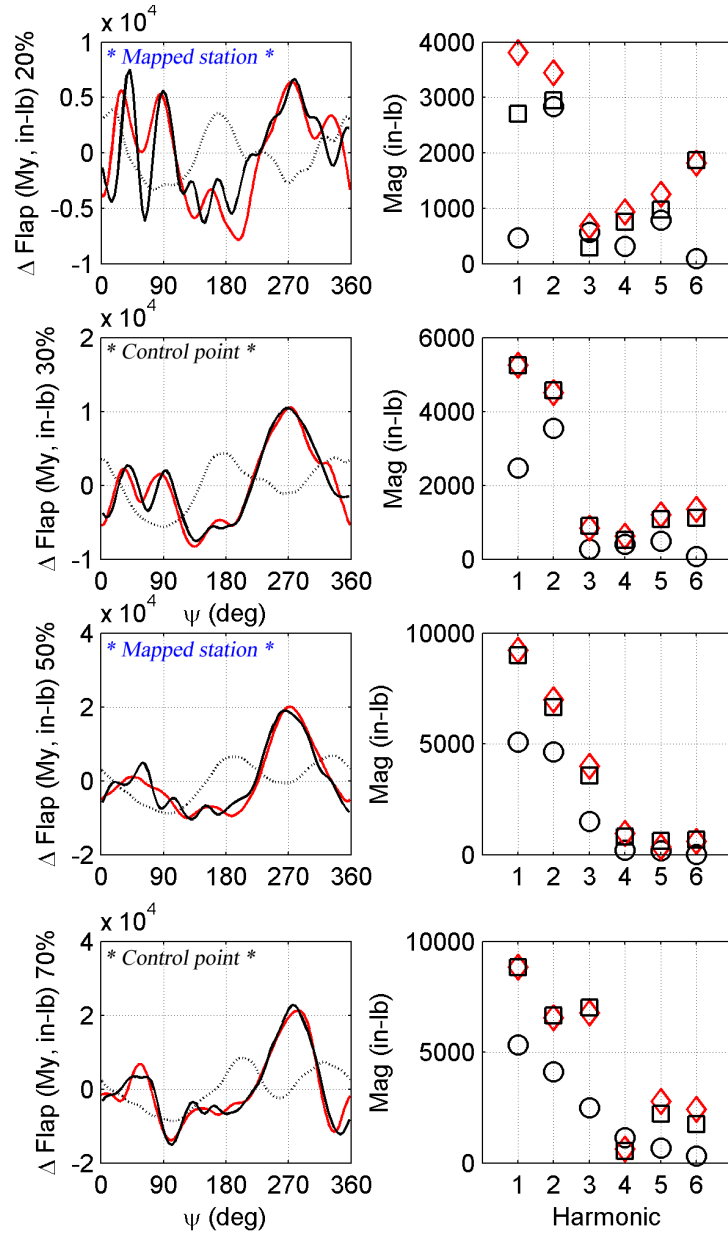 x 10^4
Δ Flap (My, in-lb) 20%
* Mapped station *
1
0.5
0
-0.5
-1
0 90 180 270 360
Mag (in-lb)
4000
3000
2000
1000
0
1 2 3 4 5 6
x 10^4
Δ Flap (My, in-lb) 30%
* Control point *
2
1
0
-1
0 90 180 270 360
ψ (deg)
Mag (in-lb)
6000
4000
2000
0
1 2 3 4 5 6
x 10^4
Δ Flap (My, in-lb) 50%
* Mapped station *
4
2
0
-2
0 90 180 270 360
Mag (in-lb)
10000
5000
0
1 2 3 4 5 6
x 10^4
Δ Flap (My, in-lb) 70%
* Control point *
4
2
0
-2
0 90 180 270 360
ψ (deg)
Mag (in-lb)
10000
5000
0
1 2 3 4 5 6
Harmonic